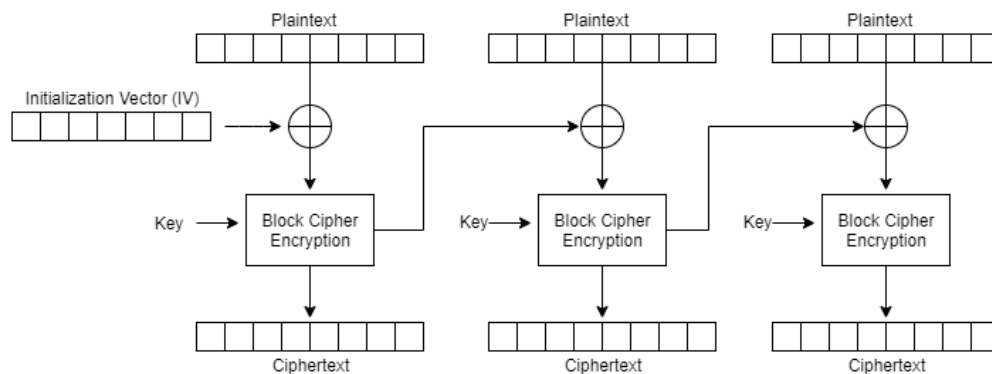 Plaintext
Plaintext
Plaintext
Initialization Vector (IV)
Key
Block Cipher
Encryption
Key
Block Cipher
Encryption
Key
Block Cipher
Encryption
Ciphertext
Ciphertext
Ciphertext